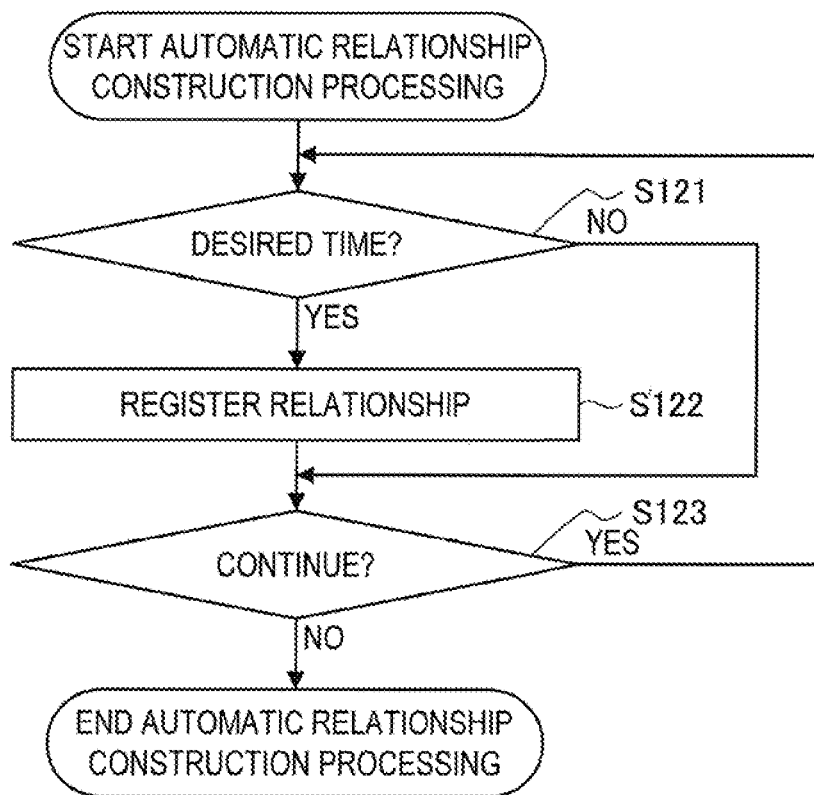 START AUTOMATIC RELATIONSHIP
CONSTRUCTION PROCESSING
S121
DESIRED TIME?
NO
YES
REGISTER RELATIONSHIP
S122
S123
CONTINUE?
YES
NO
END AUTOMATIC RELATIONSHIP
CONSTRUCTION PROCESSING